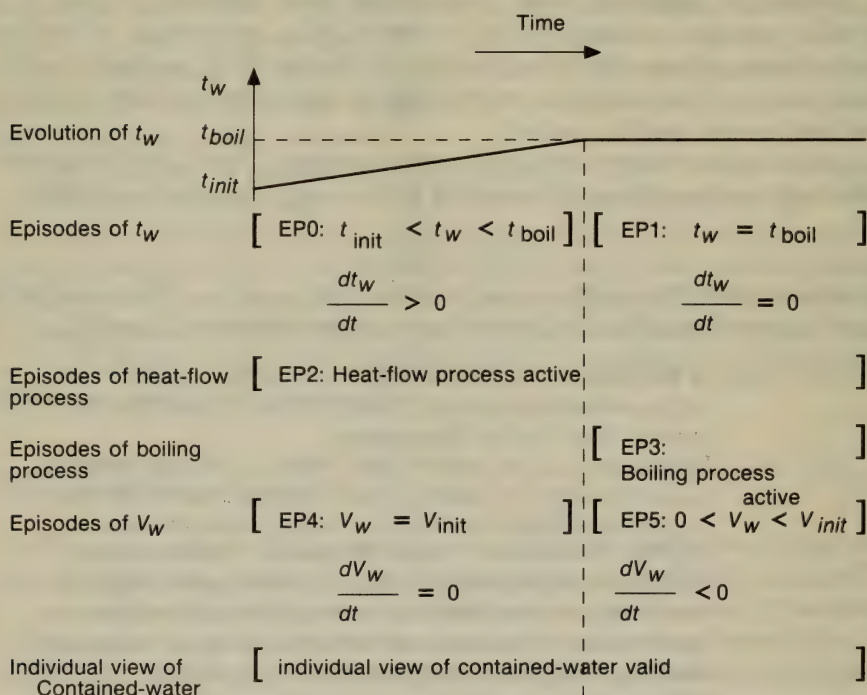 Time
t_w
Evolution of t_w t_boil
t_init
Episodes of t_w [ EP0: t_init < t_w < t_boil ] [ EP1: t_w = t_boil ]
dt_w/dt > 0 dt_w/dt = 0
Episodes of heat-flow [ EP2: Heat-flow process active ]
process
Episodes of boiling [ EP3: ]
process Boiling process
active
Episodes of V_w [ EP4: V_w = V_init ] [ EP5: 0 < V_w < V_init ]
dV_w/dt = 0 dV_w/dt < 0
Individual view of [ individual view of contained-water valid ]
Contained-water